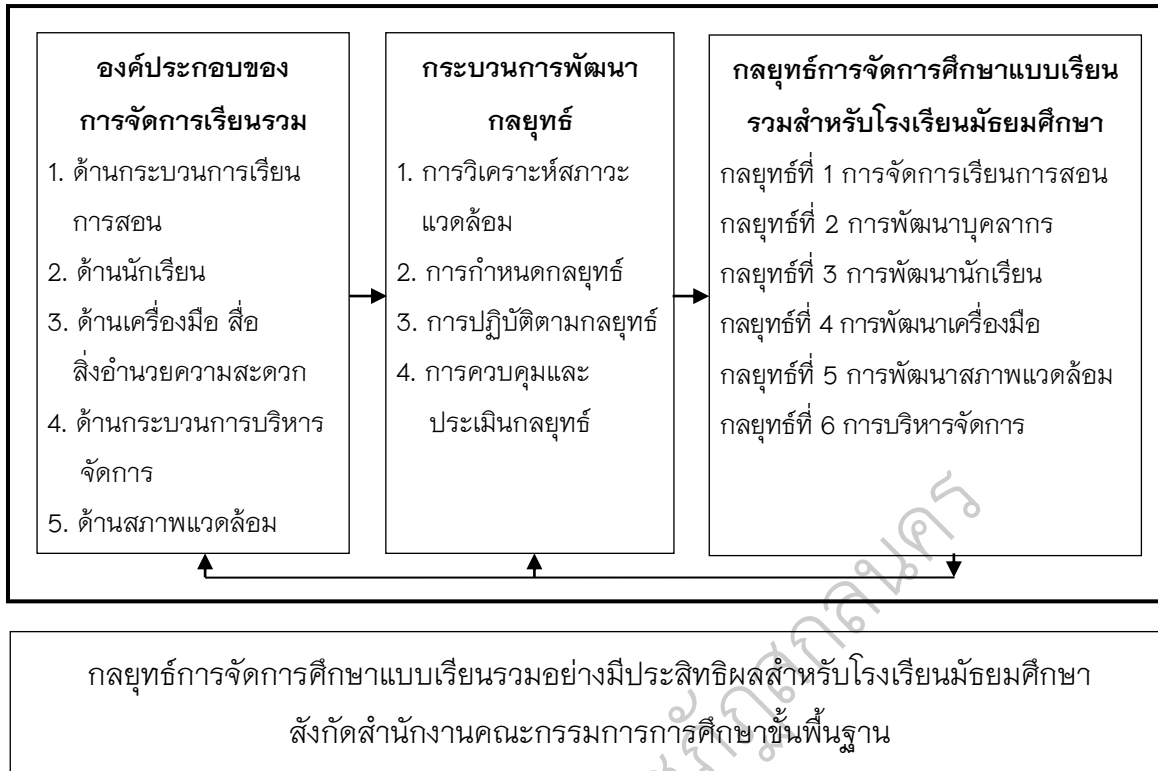 องค์ประกอบของ
การจัดการเรียนรวม
1. ด้านกระบวนการเรียน
การสอน
2. ด้านนักเรียน
3. ด้านเครื่องมือ สื่อ
สิ่งอำนวยความสะดวก
4. ด้านกระบวนการบริหาร
จัดการ
5. ด้านสภาพแวดล้อม
กระบวนการพัฒนา
กลยุทธ์
1. การวิเคราะห์สภาวะ
แวดล้อม
2. การกำหนดกลยุทธ์
3. การปฏิบัติตามกลยุทธ์
4. การควบคุมและ
ประเมินกลยุทธ์
กลยุทธ์การจัดการศึกษาแบบเรียน
รวมสำหรับโรงเรียนมัธยมศึกษา
กลยุทธ์ที่ 1 การจัดการเรียนการสอน
กลยุทธ์ที่ 2 การพัฒนาบุคลากร
กลยุทธ์ที่ 3 การพัฒนานักเรียน
กลยุทธ์ที่ 4 การพัฒนาเครื่องมือ
กลยุทธ์ที่ 5 การพัฒนาสภาพแวดล้อม
กลยุทธ์ที่ 6 การบริหารจัดการ
กลยุทธ์การจัดการศึกษาแบบเรียนรวมอย่างมีประสิทธิผลสำหรับโรงเรียนมัธยมศึกษา
สังกัดสำนักงานคณะกรรมการการศึกษาขั้นพื้นฐาน